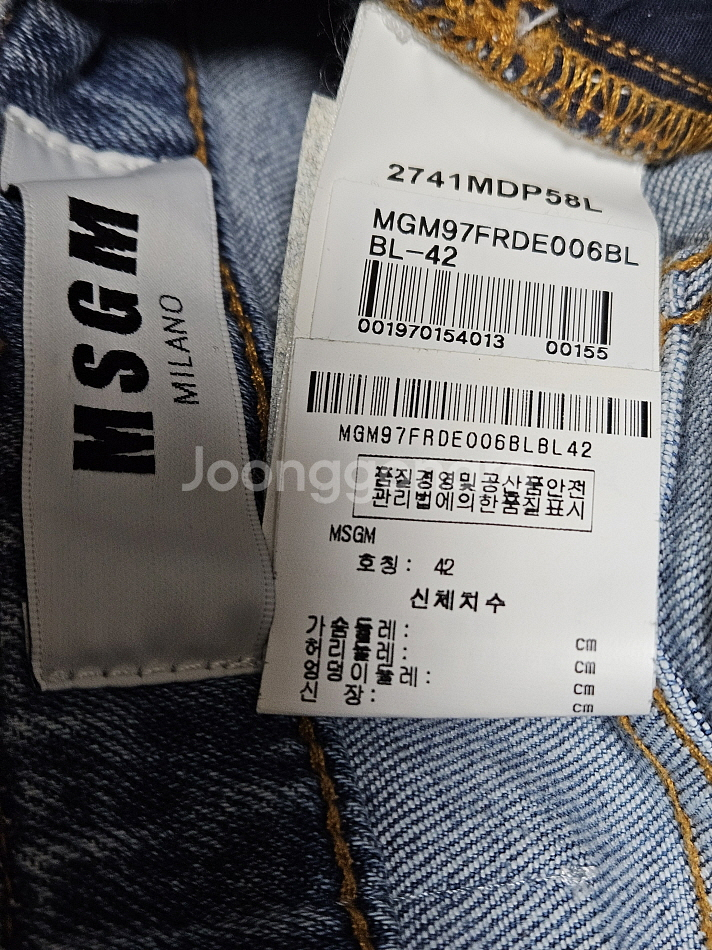 MSGM
MILANO
2741MDP58L
MGM97FRDE006BL
BL-42
001970154013 00155
MGM97FRDE006BLBL42
품질경영및공산품안전
관리법에의한품질표시
MSGM
호칭: 42
신체치수
가슴둘레: cm
허리둘레: cm
엉덩이둘레: cm
신 장: cm